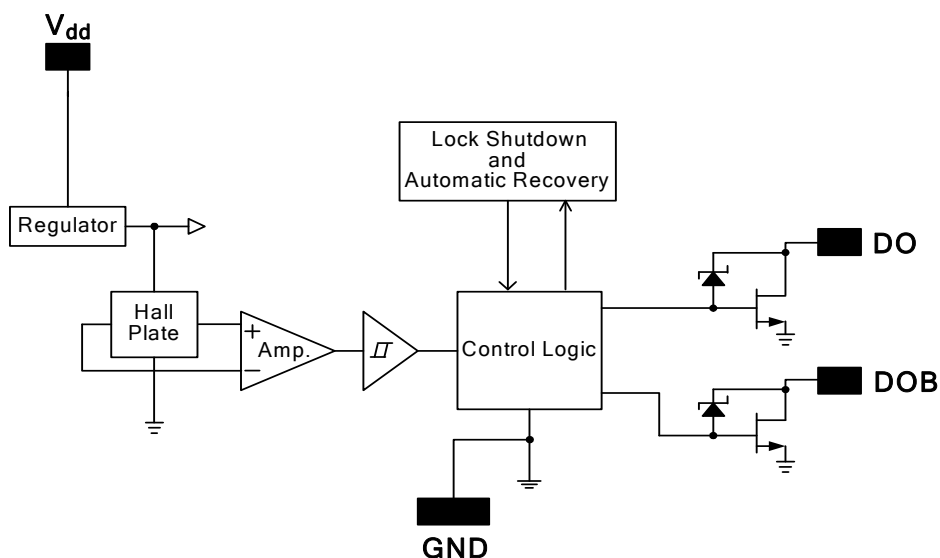 Vdd
Lock Shutdown
and
Automatic Recovery
Regulator
DO
Hall
Plate
+
Amp.
−
Control Logic
DOB
GND